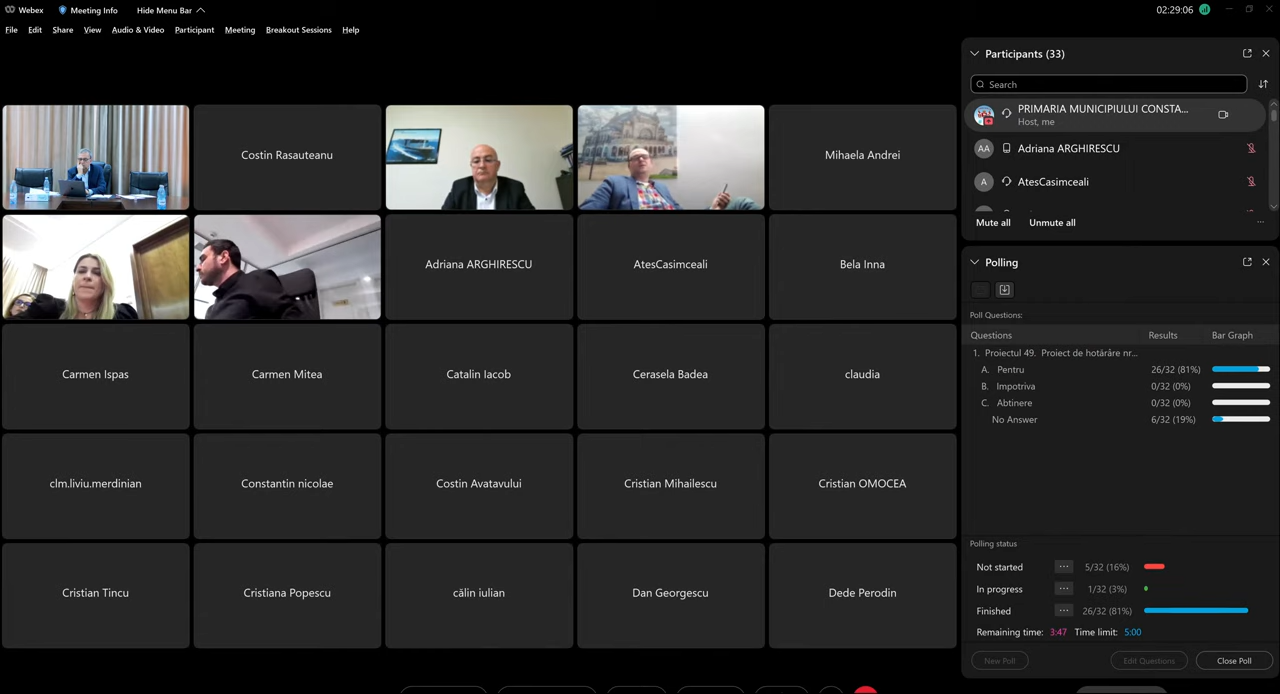 Webex
Meeting Info
Hide Menu Bar
02:29:06
File Edit Share View Audio & Video Participant Meeting Breakout Sessions Help
Costin Rasauteanu
Mihaela Andrei
Adriana ARGHIRESCU
AtesCasimceali
Bela Inna
Carmen Ispas
Carmen Mitea
Catalin Iacob
Cerasela Badea
claudia
clm.liviu.merdinian
Constantin nicolae
Costin Avatavului
Cristian Mihailescu
Cristian OMOCEA
Cristian Tincu
Cristiana Popescu
călin iulian
Dan Georgescu
Dede Perodin
Participants (33)
Search
PRIMARIA MUNICIPIULUI CONSTA...
Host, me
AA Adriana ARGHIRESCU
A AtesCasimceali
Mute all Unmute all ...
Polling
Poll Questions:
Questions Results Bar Graph
1. Proiectul 49. Proiect de hotărâre nr...
A. Pentru 26/32 (81%)
B. Impotriva 0/32 (0%)
C. Abtinere 0/32 (0%)
No Answer 6/32 (19%)
Polling status
Not started ... 5/32 (16%)
In progress ... 1/32 (3%)
Finished ... 26/32 (81%)
Remaining time: 3:47 Time limit: 5:00
New Poll Edit Questions Close Poll